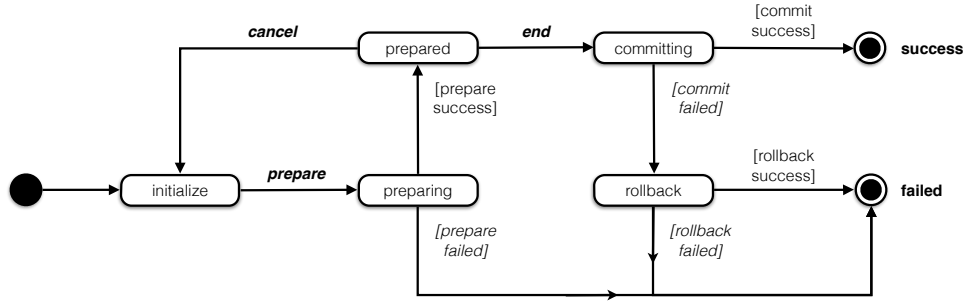 cancel
prepared
end
committing
[commit
success]
success
[prepare
success]
[commit
failed]
initialize
prepare
preparing
rollback
[rollback
success]
failed
[prepare
failed]
[rollback
failed]